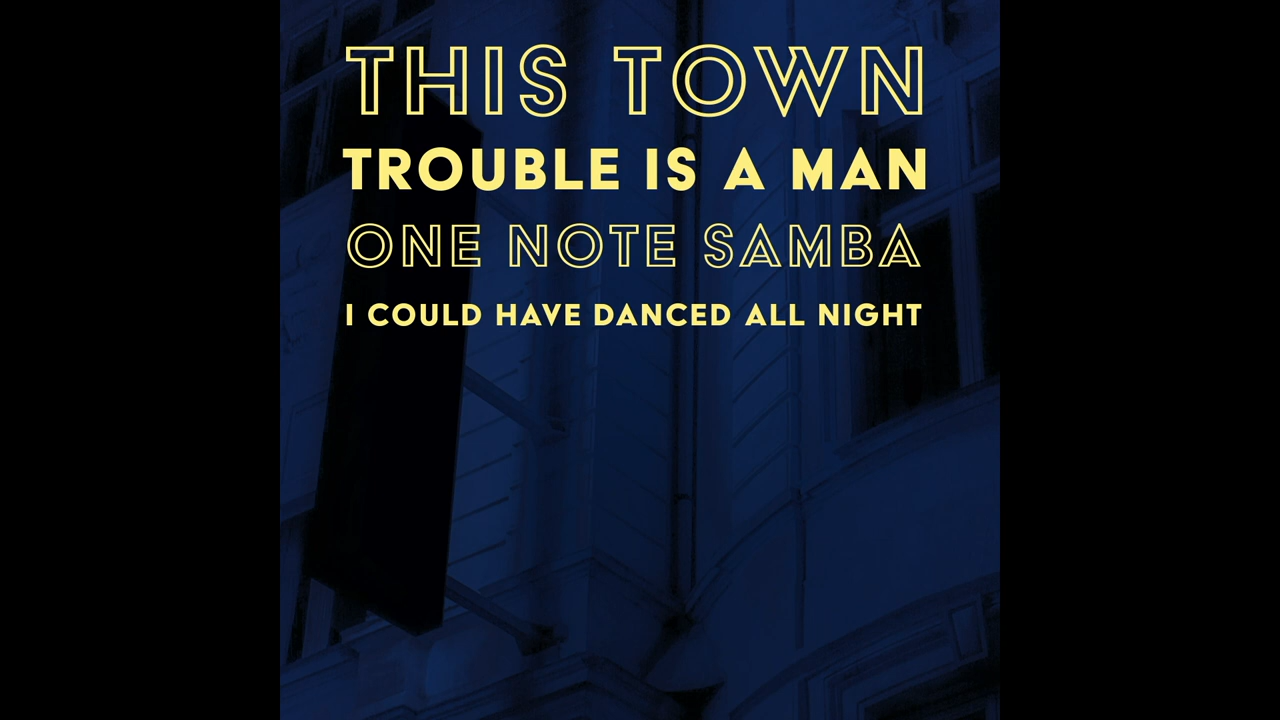 THIS TOWN
TROUBLE IS A MAN
ONE NOTE SAMBA
I COULD HAVE DANCED ALL NIGHT